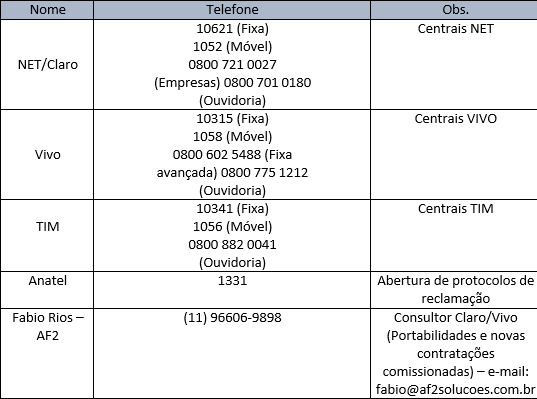 Nome Telefone Obs.
NET/Claro
10621 (Fixa)
1052 (Móvel)
0800 721 0027
(Empresas) 0800 701 0180
(Ouvidoria)
Centrais NET
Vivo
10315 (Fixa)
1058 (Móvel)
0800 602 5488 (Fixa
avançada) 0800 775 1212
(Ouvidoria)
Centrais VIVO
TIM
10341 (Fixa)
1056 (Móvel)
0800 882 0041
(Ouvidoria)
Centrais TIM
Anatel
1331
Abertura de protocolos de
reclamação
Fabio Rios –
AF2
(11) 96606-9898
Consultor Claro/Vivo
(Portabilidades e novas
contratações
comissionadas) – e-mail:
fabio@af2solucoes.com.br